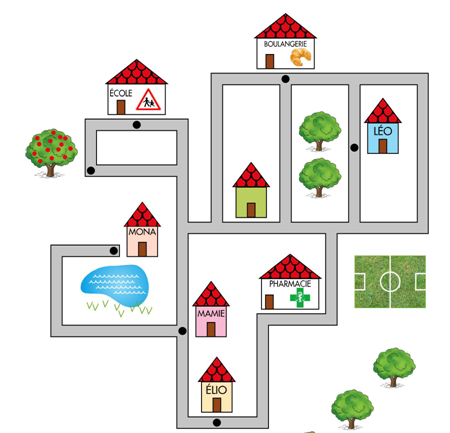 BOULANGERIE
ÉCOLE
LÉO
MONA
PHARMACIE
MAMIE
ÉLIO